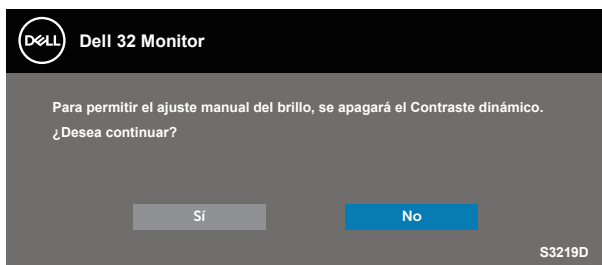 DELL Dell 32 Monitor
Para permitir el ajuste manual del brillo, se apagará el Contraste dinámico.
¿Desea continuar?
Sí No
S3219D